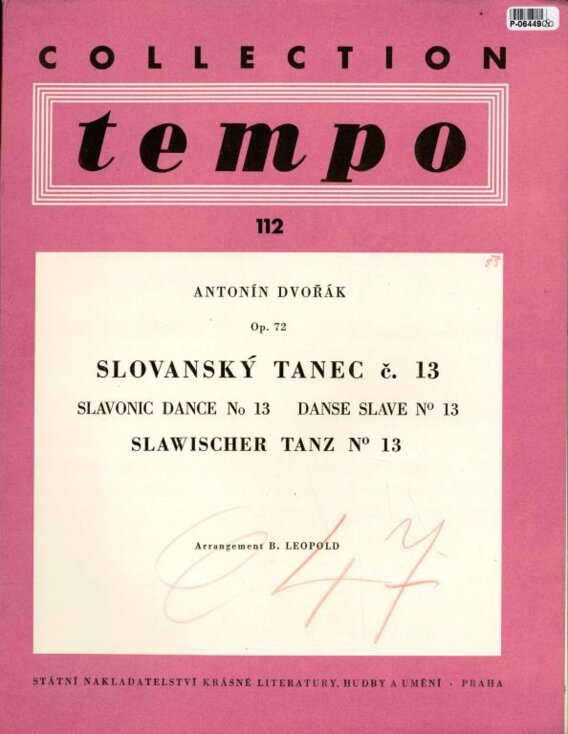 P-06449
COLLECTION
tempo
112
53
ANTONÍN DVOŘÁK
Op. 72
SLOVANSKÝ TANEC č. 13
SLAVONIC DANCE No 13 DANSE SLAVE Nº 13
SLAWISCHER TANZ Nº 13
Arrangement B. LEOPOLD
C 47
STÁTNÍ NAKLADATELSTVÍ KRÁSNÉ LITERATURY, HUDBY A UMĚNÍ · PRAHA